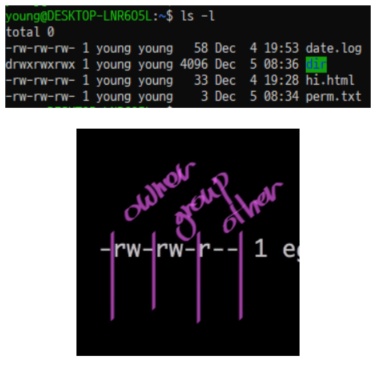 young@DESKTOP-LNR6O5L:~$ ls -l
total 0
-rw-rw-rw- 1 young young   58 Dec  4 19:53 date.log
drwxrwxrwx 1 young young 4096 Dec  5 08:36 dir
-rw-rw-rw- 1 young young   33 Dec  4 19:28 hi.html
-rw-rw-rw- 1 young young    3 Dec  5 08:34 perm.txt
owner group other
-rw-rw-r-- 1